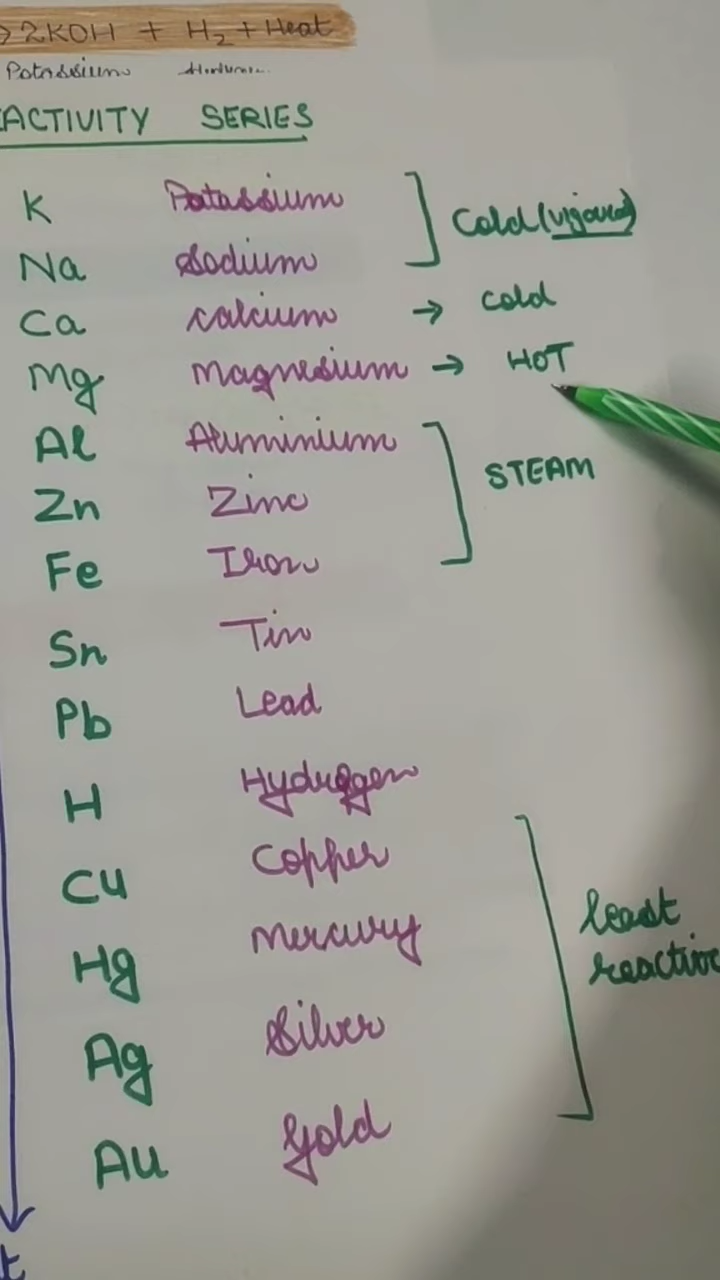 → 2KOH + H₂ + Heat
Potassium
ACTIVITY SERIES
K Potassium
Cold (vigorous)
Na Sodium
Ca Calcium → Cold
Mg Magnesium → HOT
Al Aluminium
STEAM
Zn Zinc
Fe Iron
Sn Tin
Pb Lead
H Hydrogen
Cu Copper
least
Hg Mercury
reactive
Ag Silver
Au Gold